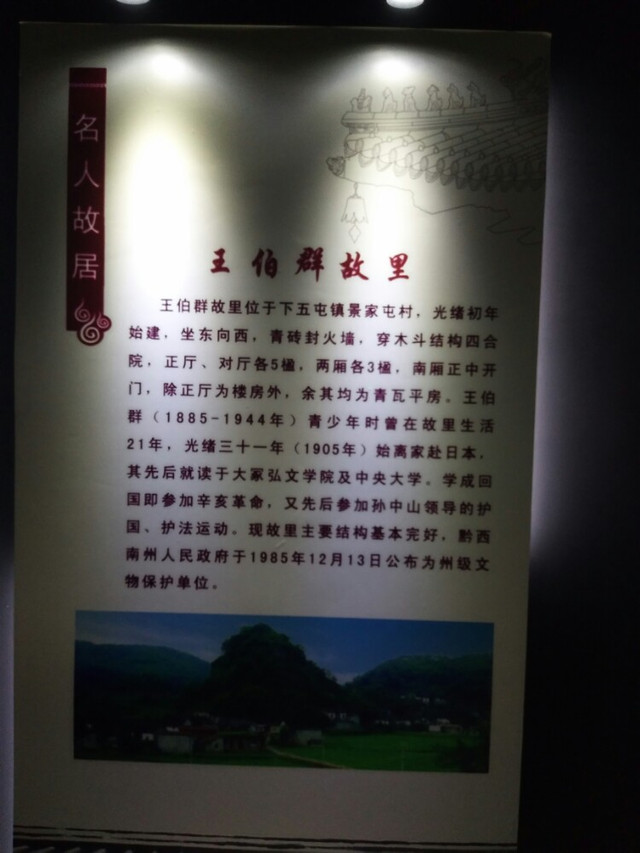 名人故居
王伯群故里
王伯群故里位于下五屯镇景家屯村，光绪初年
始建，坐东向西，青砖封火墙，穿木斗结构四合
院，正厅、对厅各5楹，两厢各3楹，南厢正中开
门，除正厅为楼房外，余其均为青瓦平房。王伯
群（1885-1944年）青少年时曾在故里生活
21年，光绪三十一年（1905年）始离家赴日本，
其先后就读于大冢弘文学院及中央大学。学成回
国即参加辛亥革命，又先后参加孙中山领导的护
国、护法运动。现故里主要结构基本完好，黔西
南州人民政府于1985年12月13日公布为州级文
物保护单位。